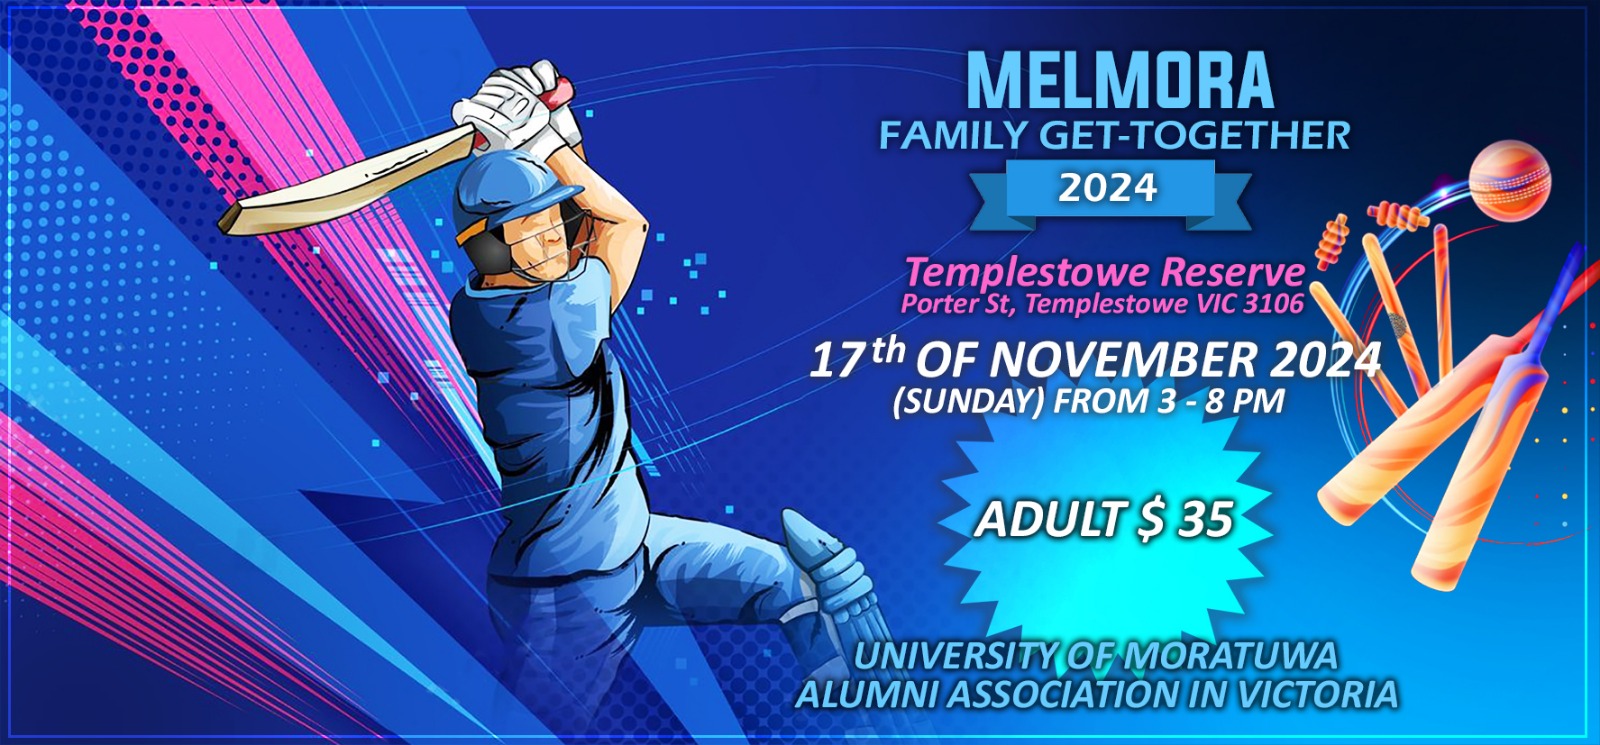 MELMORA
FAMILY GET-TOGETHER
2024
Templestowe Reserve
Porter St, Templestowe VIC 3106
17th OF NOVEMBER 2024
(SUNDAY) FROM 3 - 8 PM
ADULT $ 35
UNIVERSITY OF MORATUWA
ALUMNI ASSOCIATION IN VICTORIA